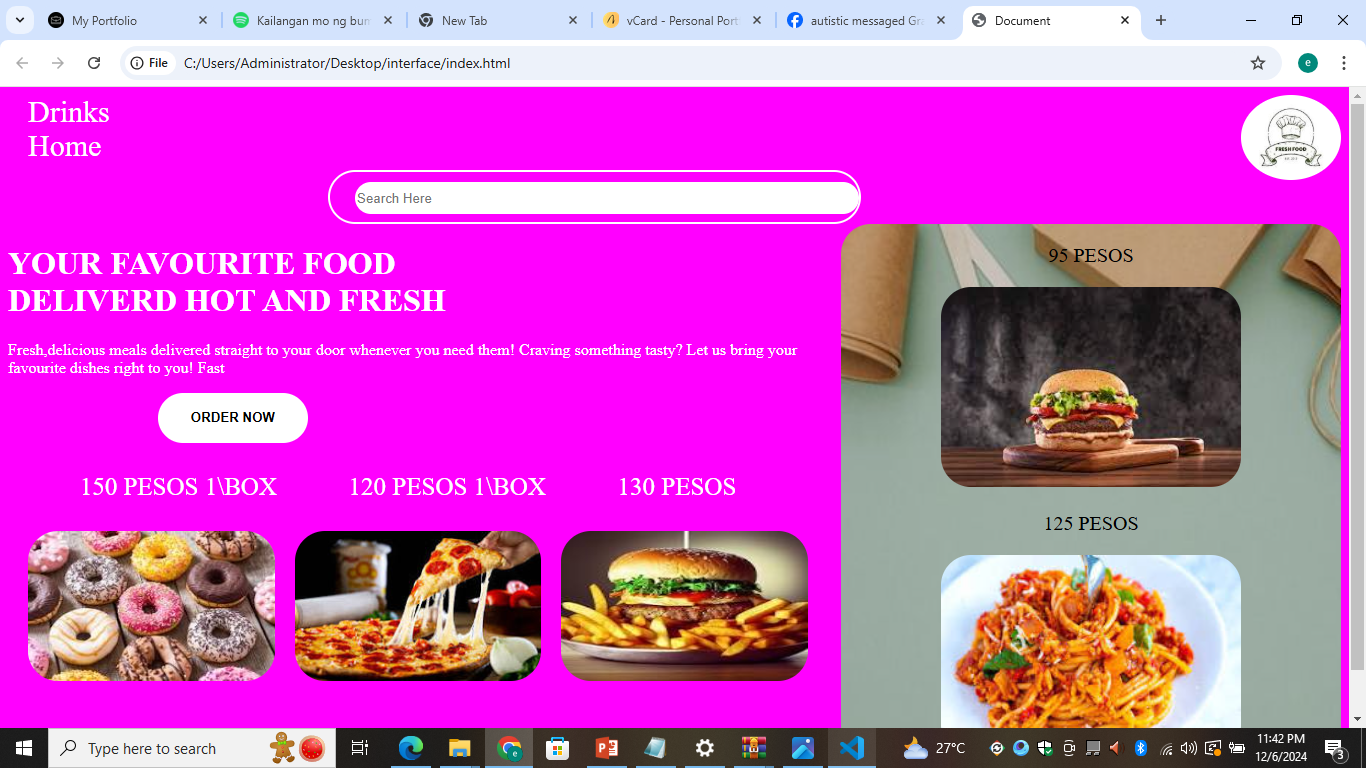 My Portfolio
Kailangan mo ng bum
New Tab
vCard - Personal Port
autistic messaged Gra
Document
File
C:/Users/Administrator/Desktop/interface/index.html
e
Drinks
Home
FRESH FOOD
Search Here
YOUR FAVOURITE FOOD
DELIVERD HOT AND FRESH
Fresh,delicious meals delivered straight to your door whenever you need them! Craving something tasty? Let us bring your
favourite dishes right to you! Fast
ORDER NOW
150 PESOS 1\BOX
120 PESOS 1\BOX
130 PESOS
95 PESOS
125 PESOS
Type here to search
27°C
11:42 PM
12/6/2024
3